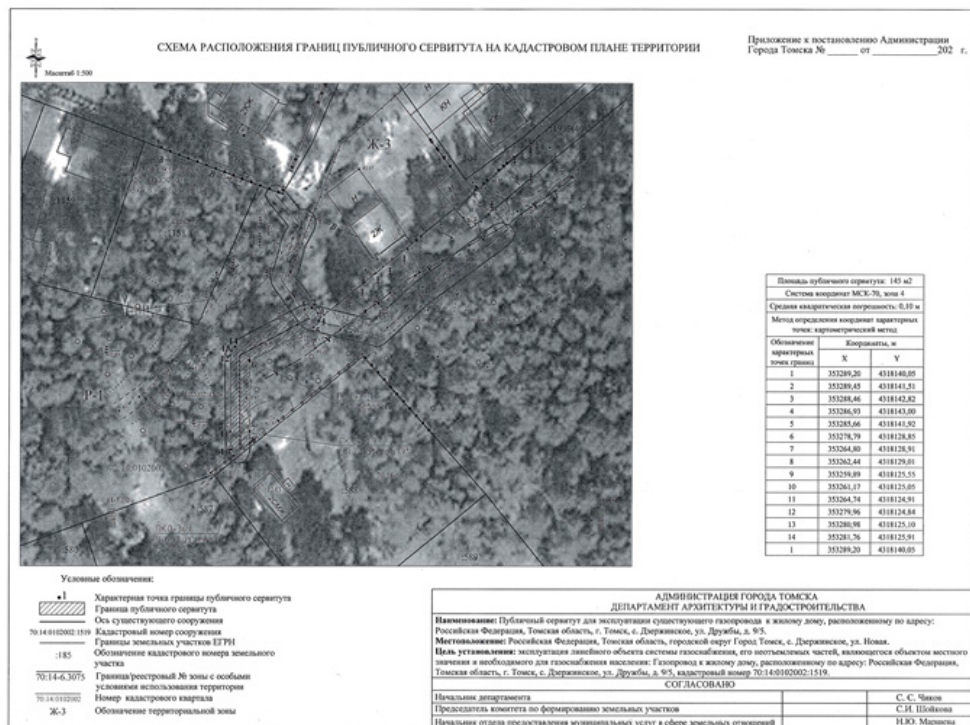 Приложение к постановлению Администрации
Города Томска № ______ от ____________202 г.
СХЕМА РАСПОЛОЖЕНИЯ ГРАНИЦ ПУБЛИЧНОГО СЕРВИТУТА НА КАДАСТРОВОМ ПЛАНЕ ТЕРРИТОРИИ
Масштаб 1:500
Ж-3
КН
Н
КЖ
2Ж
Р-1
Площадь публичного сервитута: 145 м2
Система координат МСК-70, зона 4
Средняя квадратическая погрешность: 0,10 м
Метод определения координат характерных
точек: картометрический метод
Обозначение характерных точек границ
Координаты, м
X Y
1 353289,20 4318140,05
2 353289,45 4318141,51
3 353288,46 4318142,82
4 353286,93 4318143,00
5 353285,66 4318141,92
6 353278,79 4318128,85
7 353264,80 4318128,91
8 353262,44 4318129,01
9 353259,89 4318125,55
10 353261,17 4318125,05
11 353264,74 4318124,91
12 353279,96 4318124,84
13 353280,98 4318125,10
14 353281,76 4318125,91
1 353289,20 4318140,05
Условные обозначения:
•1 Характерная точка границы публичного сервитута
Граница публичного сервитута
Ось существующего сооружения
70:14:0102002:1519 Кадастровый номер сооружения
Границы земельных участков ЕГРН
:185 Обозначение кадастрового номера земельного
участка
70:14-6.3075 Граница/реестровый № зоны с особыми
условиями использования территории
70:14:0102002 Номер кадастрового квартала
Ж-3 Обозначение территориальной зоны
АДМИНИСТРАЦИЯ ГОРОДА ТОМСКА
ДЕПАРТАМЕНТ АРХИТЕКТУРЫ И ГРАДОСТРОИТЕЛЬСТВА
Наименование: Публичный сервитут для эксплуатации существующего газопровода к жилому дому, расположенному по адресу:
Российская Федерация, Томская область, г. Томск, с. Дзержинское, ул. Дружбы, д. 9/5.
Местоположение: Российская Федерация, Томская область, городской округ Город Томск, с. Дзержинское, ул. Новая.
Цель установления: эксплуатация линейного объекта системы газоснабжения, его неотъемлемых частей, являющегося объектом местного
значения и необходимого для газоснабжения населения: Газопровод к жилому дому, расположенному по адресу: Российская Федерация,
Томская область, г. Томск, с. Дзержинское, ул. Дружбы, д. 9/5, кадастровый номер 70:14:0102002:1519.
СОГЛАСОВАНО
Начальник департамента С. С. Чиков
Председатель комитета по формированию земельных участков С.И. Шойкова
Начальник отдела предоставления муниципальных услуг в сфере земельных отношений Н.Ю.